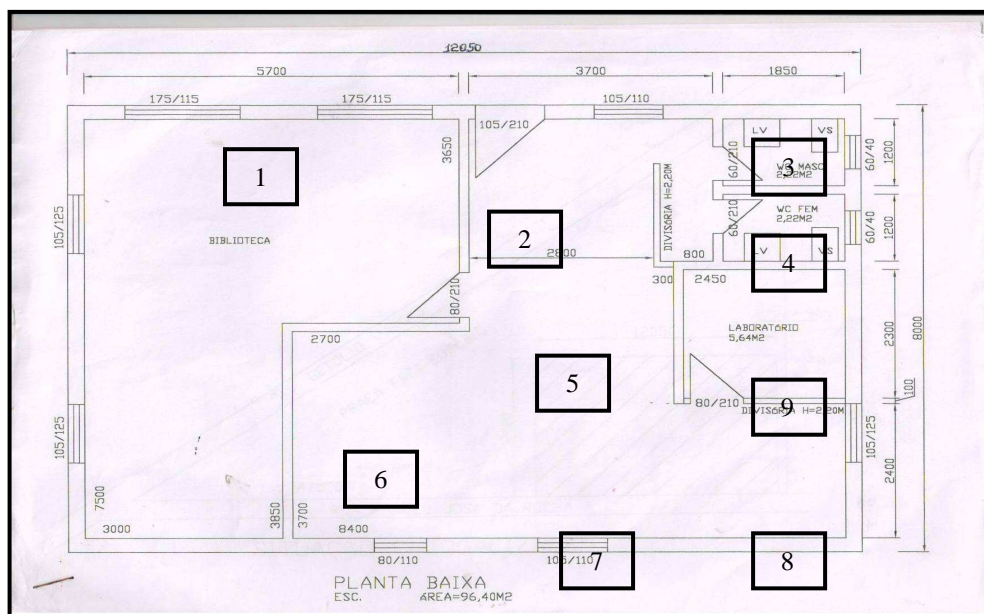 12050
5700 3700 1850
175/115 175/115 105/110
105/210
3650
LV VS
60/210
WC MASC
2,22M2
60/40
1200
1
3
DIVISÓRIA H=2,20M
105/125
BIBLIOTECA
2
WC FEM
2,22M2
60/210
60/40
1200
LV VS
4
2800
800
300 2450
80/210
2700
LABORATÓRIO
5,64M2
2300
8000
100
5
80/210
9
DIVISÓRIA H=2,20M
105/125
105/125
2400
6
7500
3000
3850
3700
8400
80/110
105/110
7
8
PLANTA BAIXA
ESC. ÁREA=96,40M2